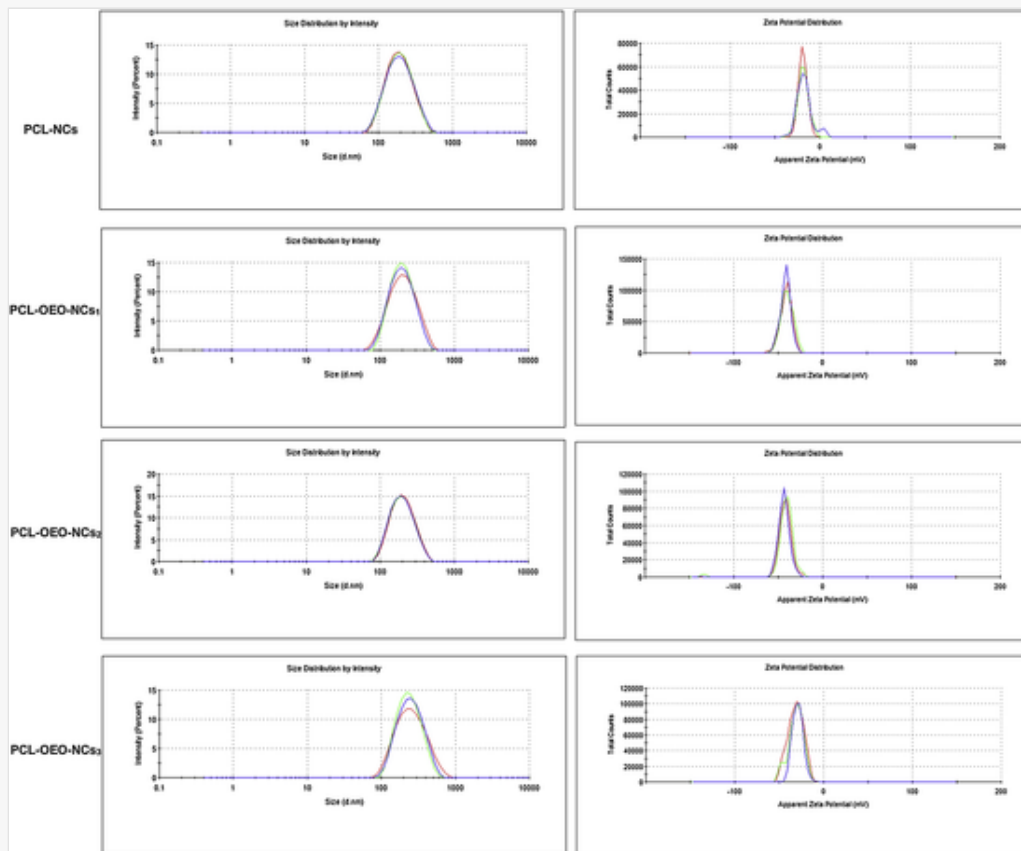 Size Distribution by Intensity
Intensity (Percent)
15
10
5
0
0.1 1 10 100 1000 10000
Size (d.nm)
Zeta Potential Distribution
Total Counts
80000
60000
40000
20000
0
-100 0 100 200
Apparent Zeta Potential (mV)
PCL-NCs
Size Distribution by Intensity
Intensity (Percent)
15
10
5
0
0.1 1 10 100 1000 10000
Size (d.nm)
Zeta Potential Distribution
Total Counts
150000
100000
50000
0
-100 0 100 200
Apparent Zeta Potential (mV)
PCL-OEO-NCs₁
Size Distribution by Intensity
Intensity (Percent)
20
15
10
5
0
0.1 1 10 100 1000 10000
Size (d.nm)
Zeta Potential Distribution
Total Counts
120000
100000
80000
60000
40000
20000
0
-100 0 100 200
Apparent Zeta Potential (mV)
PCL-OEO-NCs₂
Size Distribution by Intensity
Intensity (Percent)
15
10
5
0
0.1 1 10 100 1000 10000
Size (d.nm)
Zeta Potential Distribution
Total Counts
120000
100000
80000
60000
40000
20000
0
-100 0 100 200
Apparent Zeta Potential (mV)
PCL-OEO-NCs₃